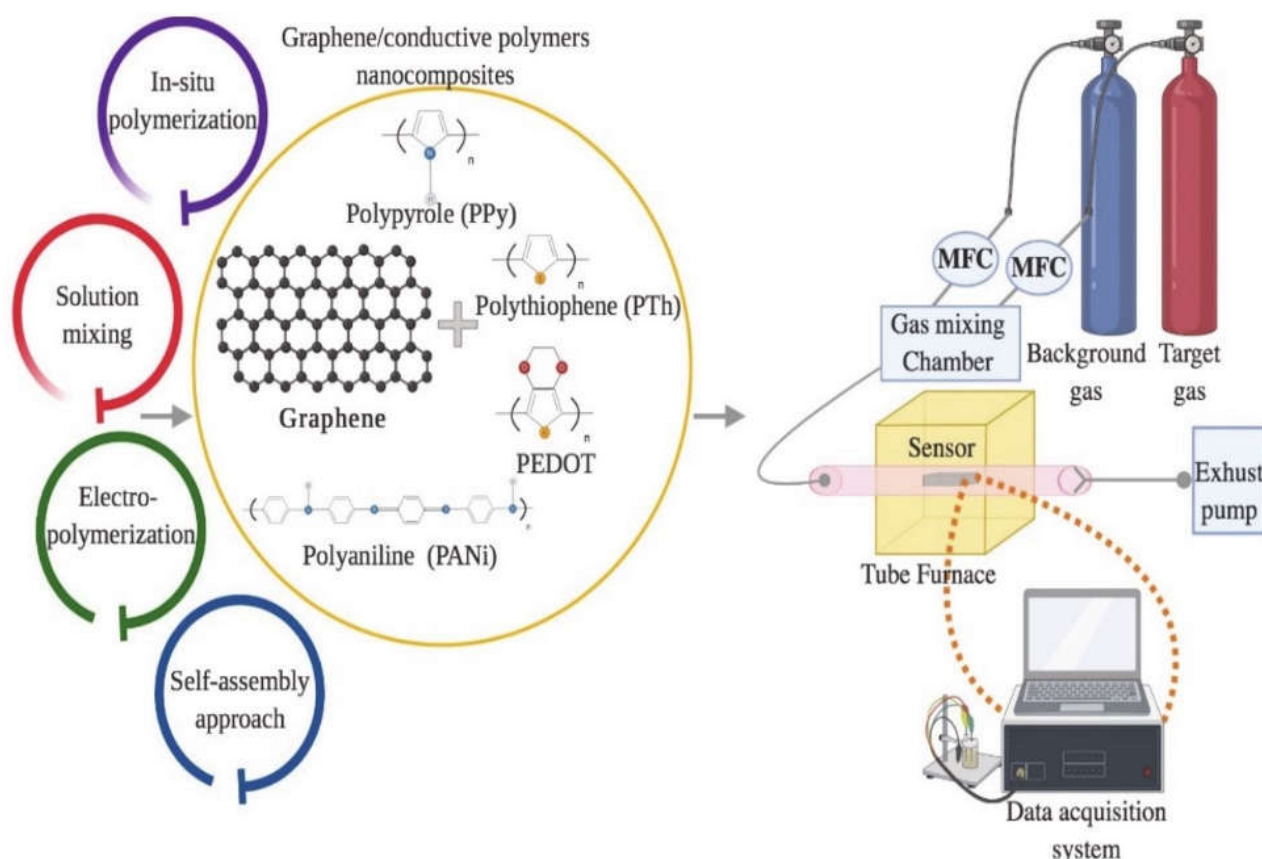 In-situ
polymerization
Solution
mixing
Electro-
polymerization
Self-assembly
approach
Graphene/conductive polymers
nanocomposites
n
Polypyrole (PPy)
n
Polythiophene (PTh)
Graphene
n
PEDOT
n
Polyaniline (PANi)
MFC
MFC
Gas mixing
Chamber
Background
gas
Target
gas
Sensor
Tube Furnace
Exhust
pump
Data acquisition
system